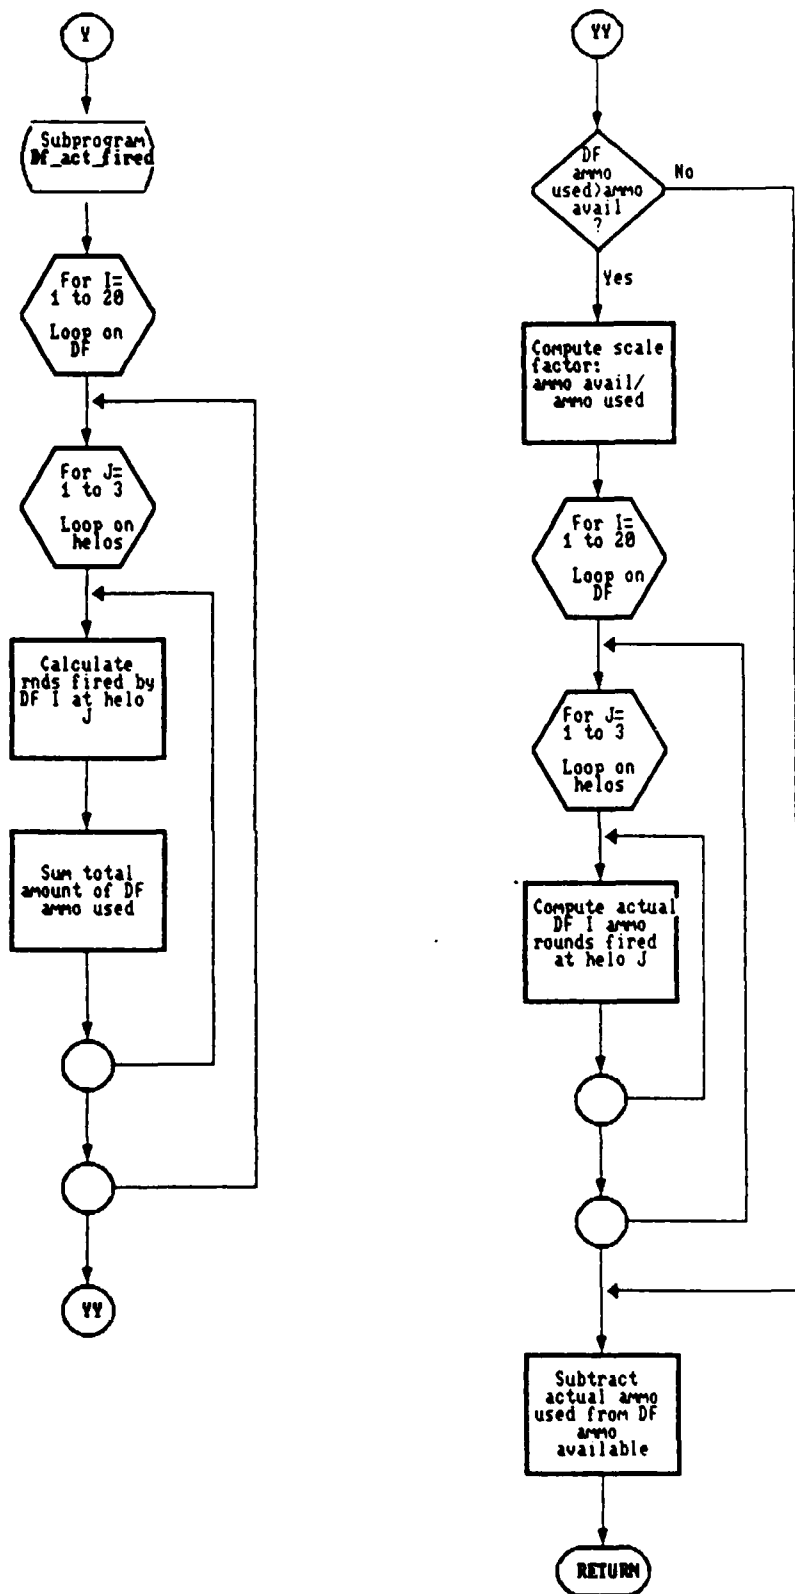 Y
Subprogram
Df_act_fired
For I=
1 to 20
Loop on
DF
For J=
1 to 3
Loop on
helos
Calculate
rnds fired by
DF I at helo
J
Sum total
amount of DF
ammo used
YY
YY
DF
ammo
used>ammo
avail
?
No
Yes
Compute scale
factor:
ammo avail/
ammo used
For I=
1 to 20
Loop on
DF
For J=
1 to 3
Loop on
helos
Compute actual
DF I ammo
rounds fired
at helo J
Subtract
actual ammo
used from DF
ammo
available
RETURN